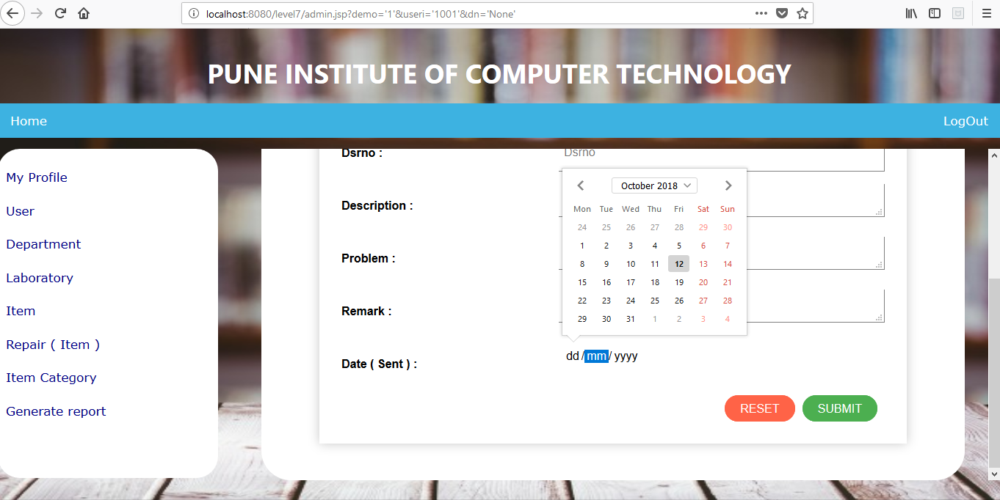 localhost:8080/level7/admin.jsp?demo='1'&useri='1001'&dn='None'
PUNE INSTITUTE OF COMPUTER TECHNOLOGY
Home
LogOut
My Profile
User
Department
Laboratory
Item
Repair ( Item )
Item Category
Generate report
Dsrno :
Dsrno
Description :
Problem :
Remark :
Date ( Sent ) :
October 2018
Mon Tue Wed Thu Fri Sat Sun
24 25 26 27 28 29 30
1 2 3 4 5 6 7
8 9 10 11 12 13 14
15 16 17 18 19 20 21
22 23 24 25 26 27 28
29 30 31 1 2 3 4
dd / mm / yyyy
RESET
SUBMIT